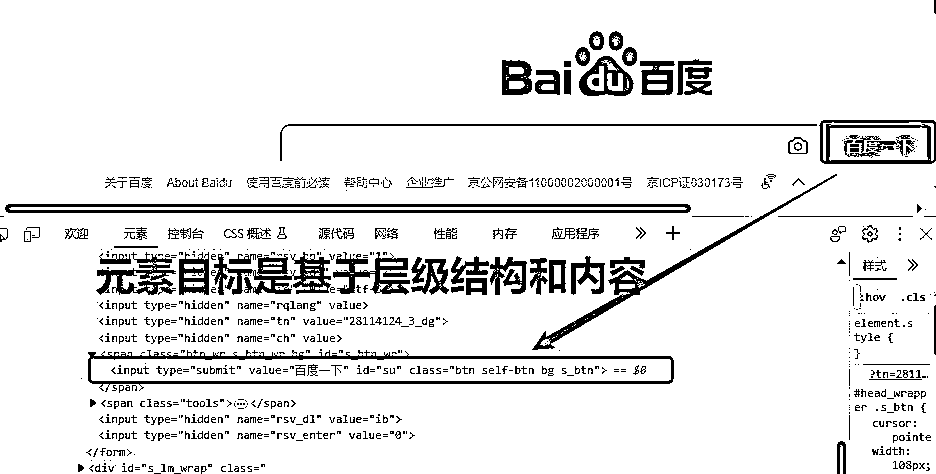 Bai du 百度
百度一下
关于百度 About Baidu 使用百度前必读 帮助中心 企业推广 京公网安备11000002000001号 京ICP证030173号
欢迎 元素 控制台 CSS 概述 源代码 网络 性能 内存 应用程序
样式
元素目标是基于层级结构和内容
<input type="hidden" name="rqlang" value>
<input type="hidden" name="tn" value="28114124_3_dg">
<input type="hidden" name="ch" value>
<span class="btn_wr s_btn_wr bg" id="s_btn_wr">
<input type="submit" value="百度一下" id="su" class="btn self-btn bg s_btn"> == $0
</span>
<span class="tools"> </span>
<input type="hidden" name="rsv_dl" value="ib">
<input type="hidden" name="rsv_enter" value="0">
</form>
<div id="s_lm_wrap" class="
:hov .cls
element.s
tyle {
}
?tn=2811…
#head_wrapp
er .s_btn {
cursor:
pointe
width:
108px;